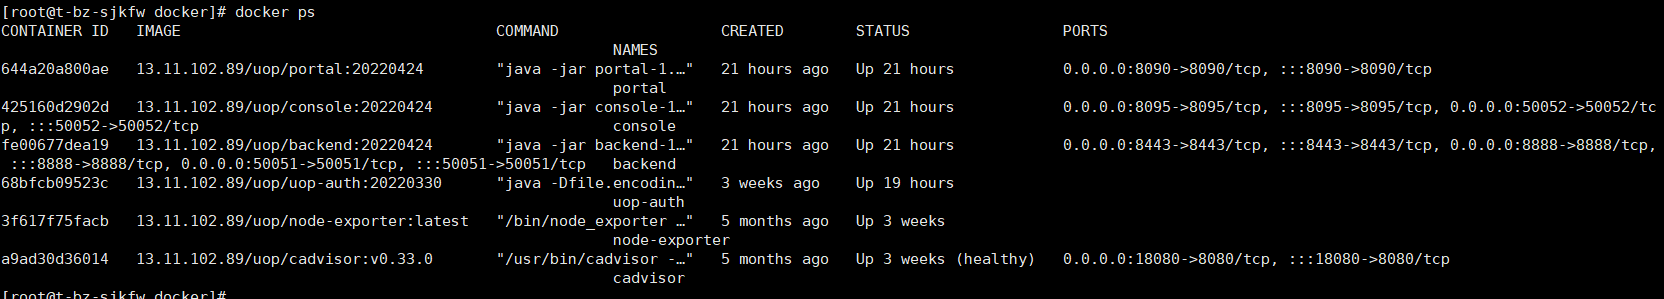 [root@t-bz-sjkfw docker]# docker ps
CONTAINER ID   IMAGE                                   COMMAND                  CREATED        STATUS                 PORTS
                                                                    NAMES
644a20a800ae   13.11.102.89/uop/portal:20220424        "java -jar portal-1.…"   21 hours ago   Up 21 hours            0.0.0.0:8090->8090/tcp, :::8090->8090/tcp
                                                                    portal
425160d2902d   13.11.102.89/uop/console:20220424       "java -jar console-1…"   21 hours ago   Up 21 hours            0.0.0.0:8095->8095/tcp, :::8095->8095/tcp, 0.0.0.0:50052->50052/tc
p, :::50052->50052/tcp                                              console
fe00677dea19   13.11.102.89/uop/backend:20220424       "java -jar backend-1…"   21 hours ago   Up 21 hours            0.0.0.0:8443->8443/tcp, :::8443->8443/tcp, 0.0.0.0:8888->8888/tcp,
 :::8888->8888/tcp, 0.0.0.0:50051->50051/tcp, :::50051->50051/tcp   backend
68bfcb09523c   13.11.102.89/uop/uop-auth:20220330      "java -Dfile.encodin…"   3 weeks ago    Up 19 hours
                                                                    uop-auth
3f617f75facb   13.11.102.89/uop/node-exporter:latest   "/bin/node_exporter …"   5 months ago   Up 3 weeks
                                                                    node-exporter
a9ad30d36014   13.11.102.89/uop/cadvisor:v0.33.0       "/usr/bin/cadvisor -…"   5 months ago   Up 3 weeks (healthy)   0.0.0.0:18080->8080/tcp, :::18080->8080/tcp
                                                                    cadvisor
[root@t-bz-sjkfw docker]#